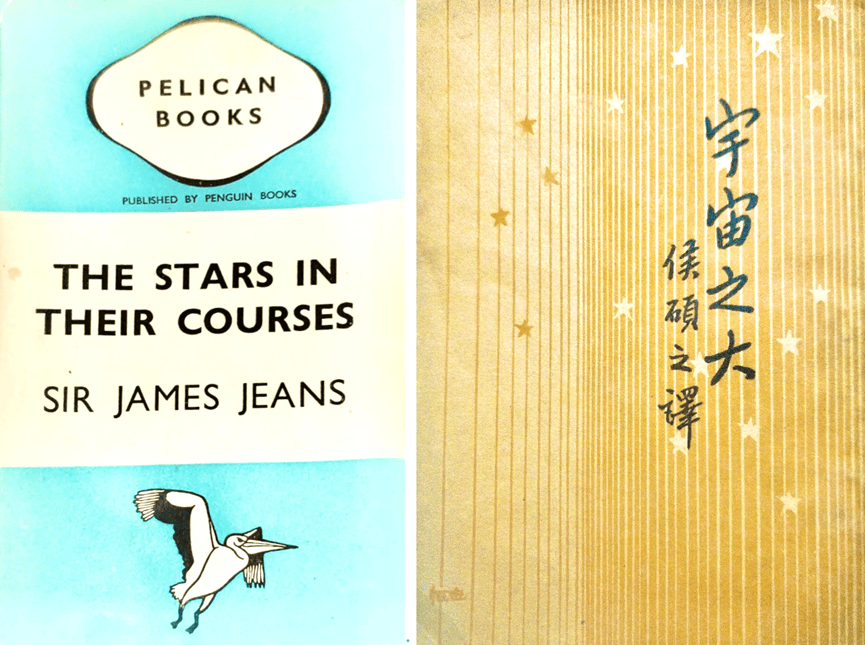 PELICAN
BOOKS
PUBLISHED BY PENGUIN BOOKS
THE STARS IN
THEIR COURSES
SIR JAMES JEANS
宇宙之大
侯碩之譯